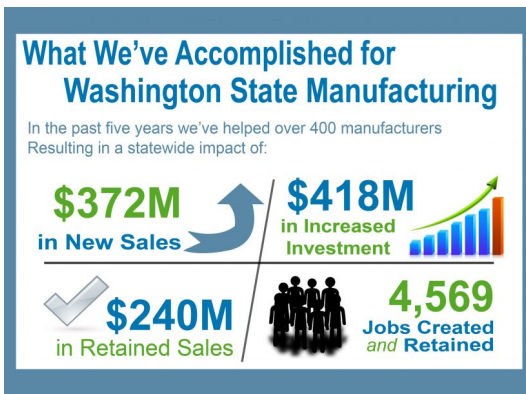 What We've Accomplished for
Washington State Manufacturing
In the past five years we've helped over 400 manufacturers
Resulting in a statewide impact of:
$372M
in New Sales
$418M
in Increased
Investment
$240M
in Retained Sales
4,569
Jobs Created
and Retained